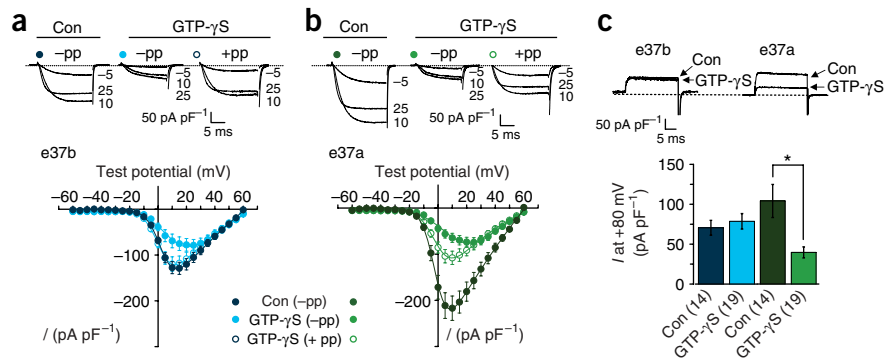 a
Con
GTP-γS
–pp
–pp
+pp
–5
25
10
–5
25
10
–5
25
10
50 pA pF⁻¹
5 ms
e37b
Test potential (mV)
–60
–40
–20
20
40
60
–100
–200
I (pA pF⁻¹)
b
Con
GTP-γS
–pp
–pp
+pp
–5
25
10
–5
25
10
–5
25
10
50 pA pF⁻¹
5 ms
e37a
Test potential (mV)
–60
–40
–20
20
40
60
–200
I (pA pF⁻¹)
Con (–pp)
GTP-γS (–pp)
GTP-γS (+ pp)
c
e37b
e37a
Con
GTP-γS
Con
GTP-γS
50 pA pF⁻¹
5 ms
I at +80 mV
(pA pF⁻¹)
150
100
50
0
*
Con (14)
GTP-γS (19)
Con (14)
GTP-γS (19)